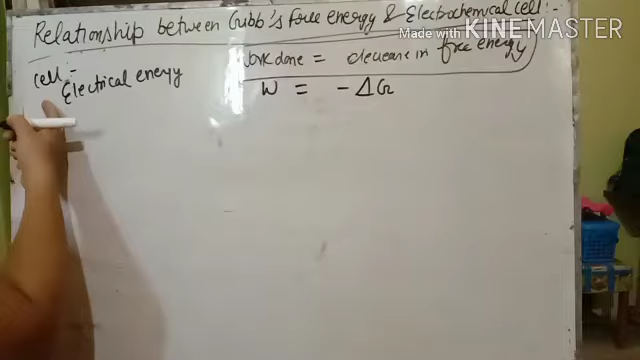 Relationship between Gibb's Free energy & Electrochemical cell:-
Made with KINEMASTER
Work done = decrease in free energy
cell:-
Electrical energy
W = - ΔG